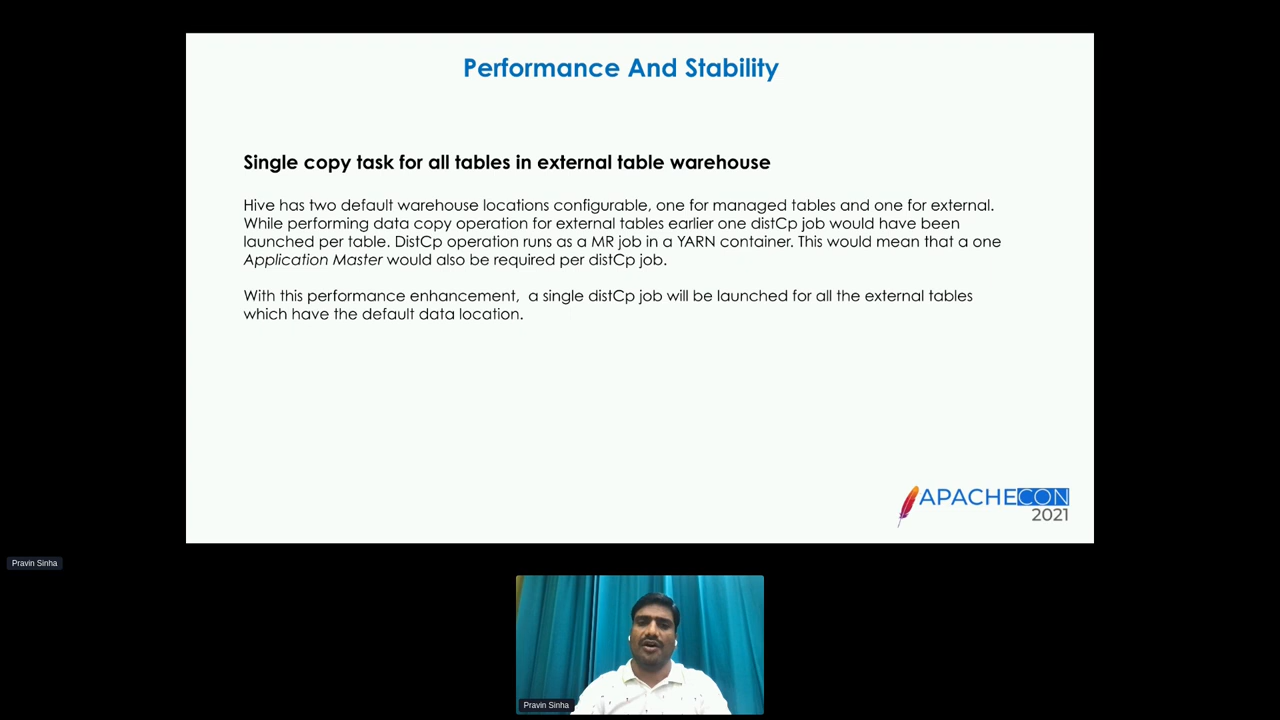 Performance And Stability
Single copy task for all tables in external table warehouse
Hive has two default warehouse locations configurable, one for managed tables and one for external.
While performing data copy operation for external tables earlier one distCp job would have been
launched per table. DistCp operation runs as a MR job in a YARN container. This would mean that a one
Application Master would also be required per distCp job.
With this performance enhancement,  a single distCp job will be launched for all the external tables
which have the default data location.
APACHECON
2021
Pravin Sinha
Pravin Sinha